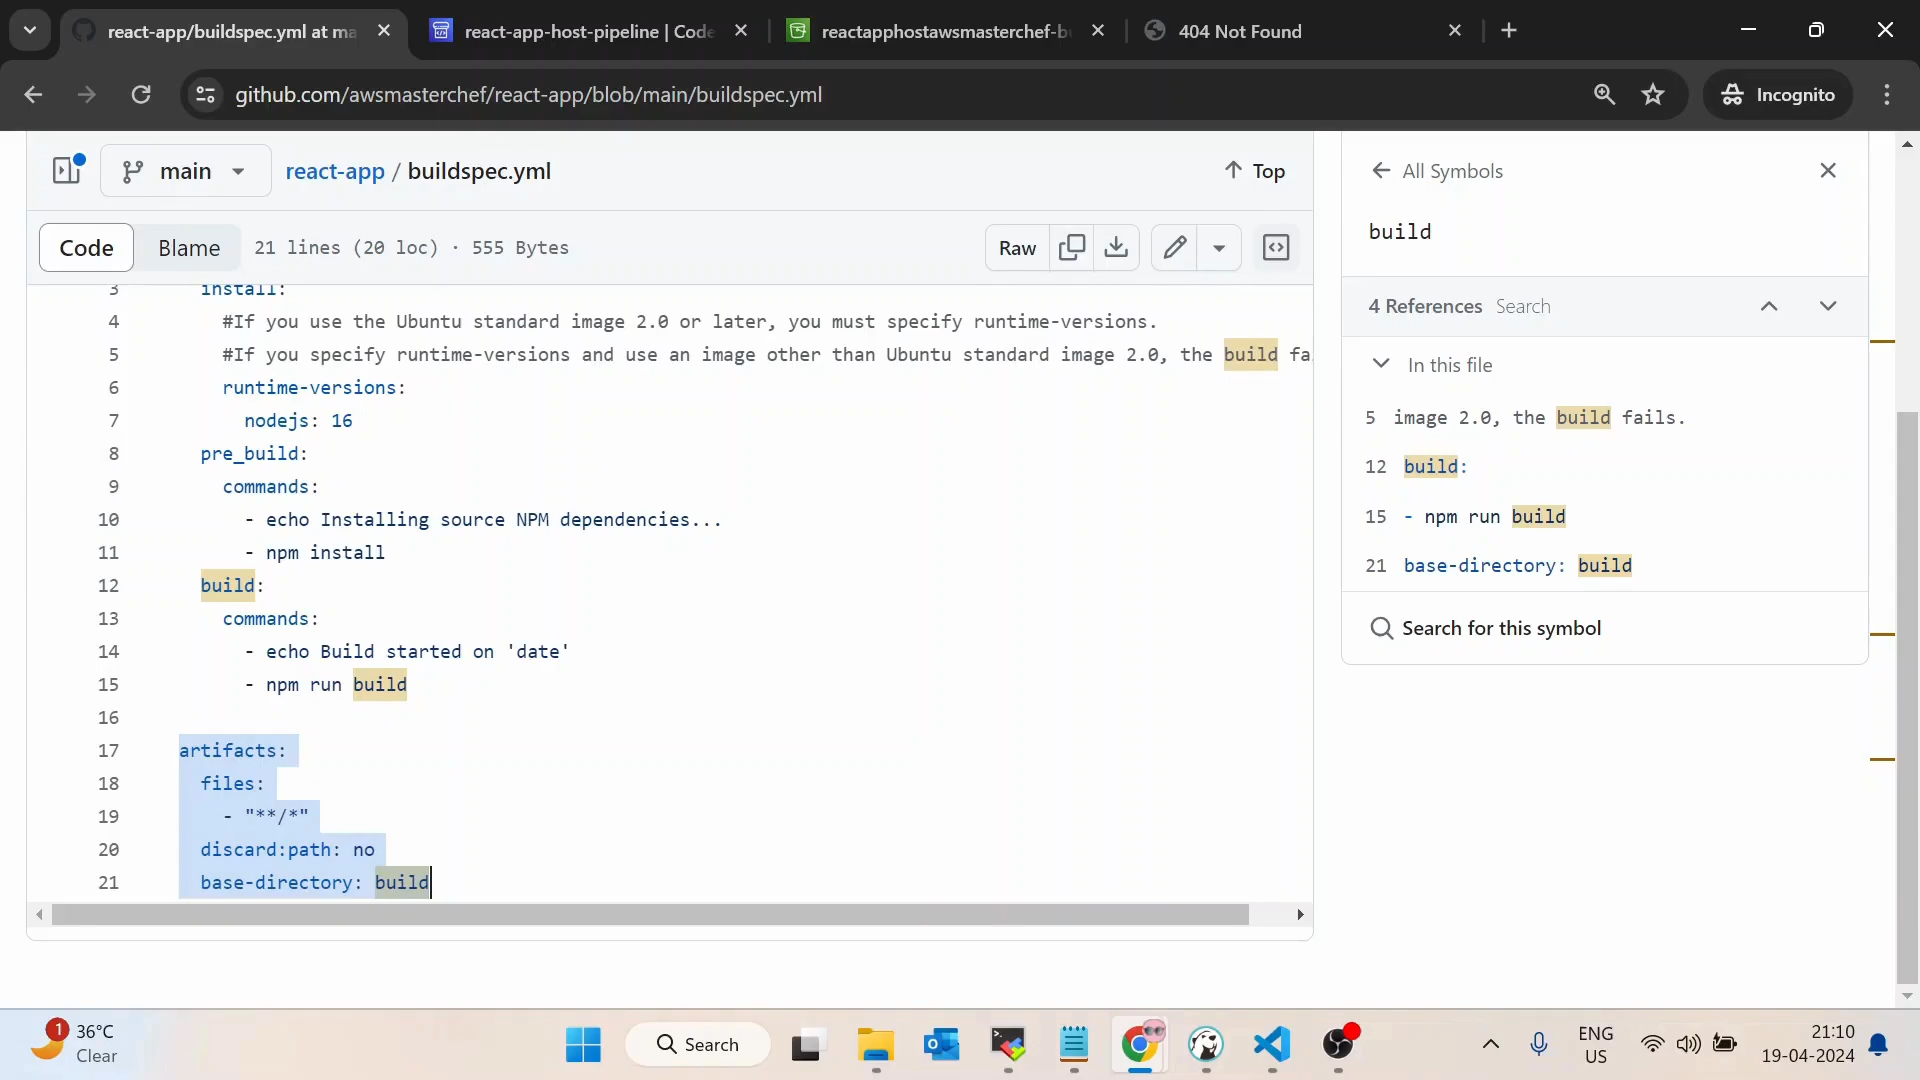 react-app/buildspec.yml at ma
react-app-host-pipeline | Code
reactapphostawsmasterchef-b
404 Not Found
github.com/awsmasterchef/react-app/blob/main/buildspec.yml
Incognito
main
react-app / buildspec.yml
Top
Code
Blame
21 lines (20 loc) · 555 Bytes
Raw
3 install:
4 #If you use the Ubuntu standard image 2.0 or later, you must specify runtime-versions.
5 #If you specify runtime-versions and use an image other than Ubuntu standard image 2.0, the build fa
6 runtime-versions:
7 nodejs: 16
8 pre_build:
9 commands:
10 - echo Installing source NPM dependencies...
11 - npm install
12 build:
13 commands:
14 - echo Build started on 'date'
15 - npm run build
16
17 artifacts:
18 files:
19 - "**/*"
20 discard:path: no
21 base-directory: build
All Symbols
build
4 References Search
In this file
5 image 2.0, the build fails.
12 build:
15 - npm run build
21 base-directory: build
Search for this symbol
1
36°C
Clear
Search
ENG
US
21:10
19-04-2024